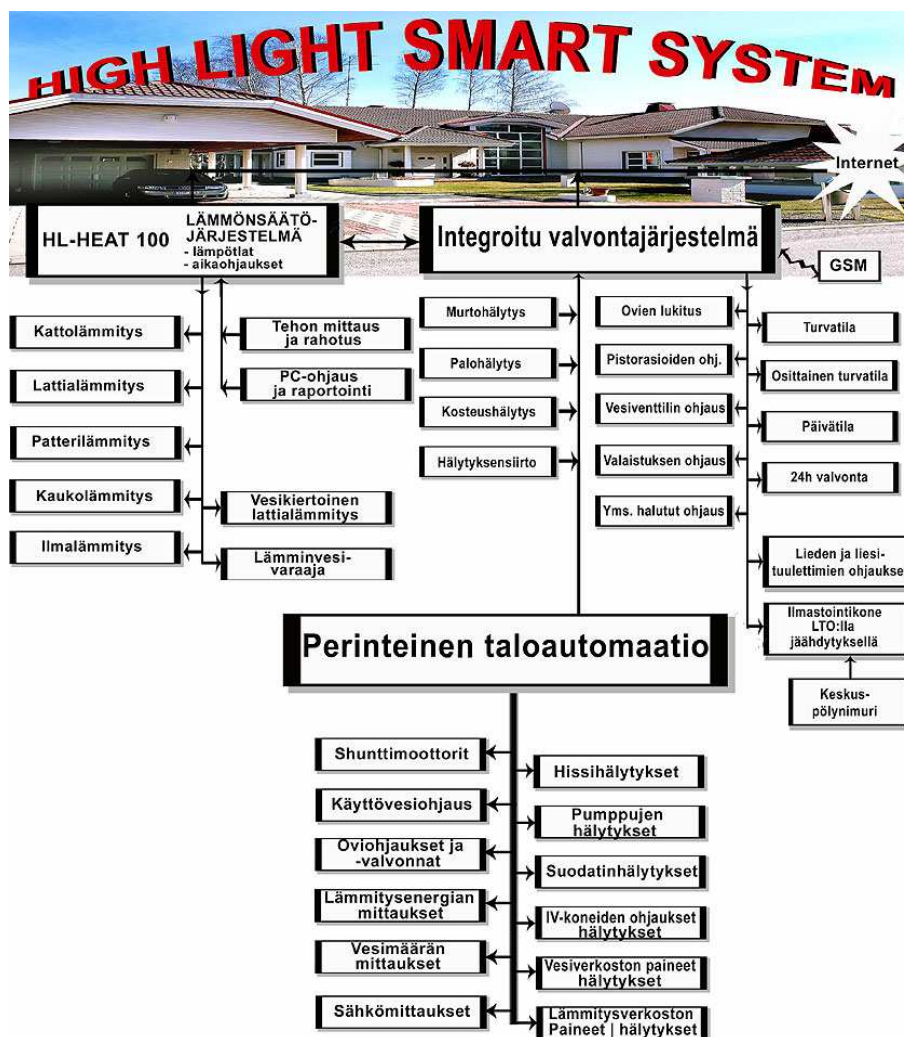 HIGH LIGHT SMART SYSTEM
Internet
HL-HEAT 100
LÄMMÖNSÄÄTÖ-
JÄRJESTELMÄ
- lämpötlat
- aikaohjaukset
Integroitu valvontajärjestelmä
GSM
Kattolämmitys
Lattialämmitys
Patterilämmitys
Kaukolämmitys
Ilmalämmitys
Tehon mittaus
ja rahotus
PC-ohjaus
ja raportointi
Vesikiertoinen
lattialämmitys
Lämminvesi-
varaaja
Murtohälytys
Palohälytys
Kosteushälytys
Hälytyksensiirto
Ovien lukitus
Pistorasioiden ohj.
Vesiventtilin ohjaus
Valaistuksen ohjaus
Yms. halutut ohjaus
Turvatila
Osittainen turvatila
Päivätila
24h valvonta
Lieden ja liesi-
tuulettimien ohjaukse
Ilmastointikone
LTO:lla
jäähdytyksellä
Keskus-
pölynimuri
Perinteinen taloautomaatio
Shunttimoottorit
Käyttövesiohjaus
Oviohjaukset ja
-valvonnat
Lämmitysenergian
mittaukset
Vesimäärän
mittaukset
Sähkömittaukset
Hissihälytykset
Pumppujen
hälytykset
Suodatinhälytykset
IV-koneiden ohjaukset
hälytykset
Vesiverkoston paineet
hälytykset
Lämmitysverkoston
Paineet | hälytykset